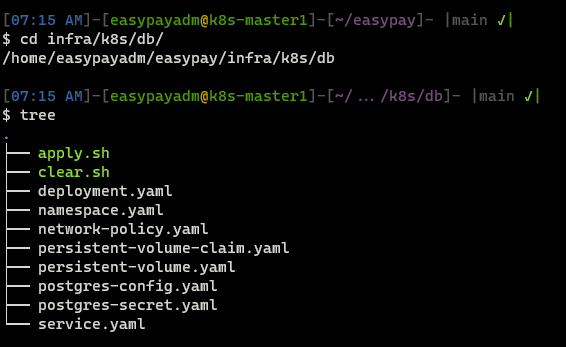 [07:15 AM]-[easypayadm@k8s-master1]-[~/easypay]- |main ✓|
$ cd infra/k8s/db/
/home/easypayadm/easypay/infra/k8s/db
[07:15 AM]-[easypayadm@k8s-master1]-[~/ … /k8s/db]- |main ✓|
$ tree
.
├── apply.sh
├── clear.sh
├── deployment.yaml
├── namespace.yaml
├── network-policy.yaml
├── persistent-volume-claim.yaml
├── persistent-volume.yaml
├── postgres-config.yaml
├── postgres-secret.yaml
└── service.yaml